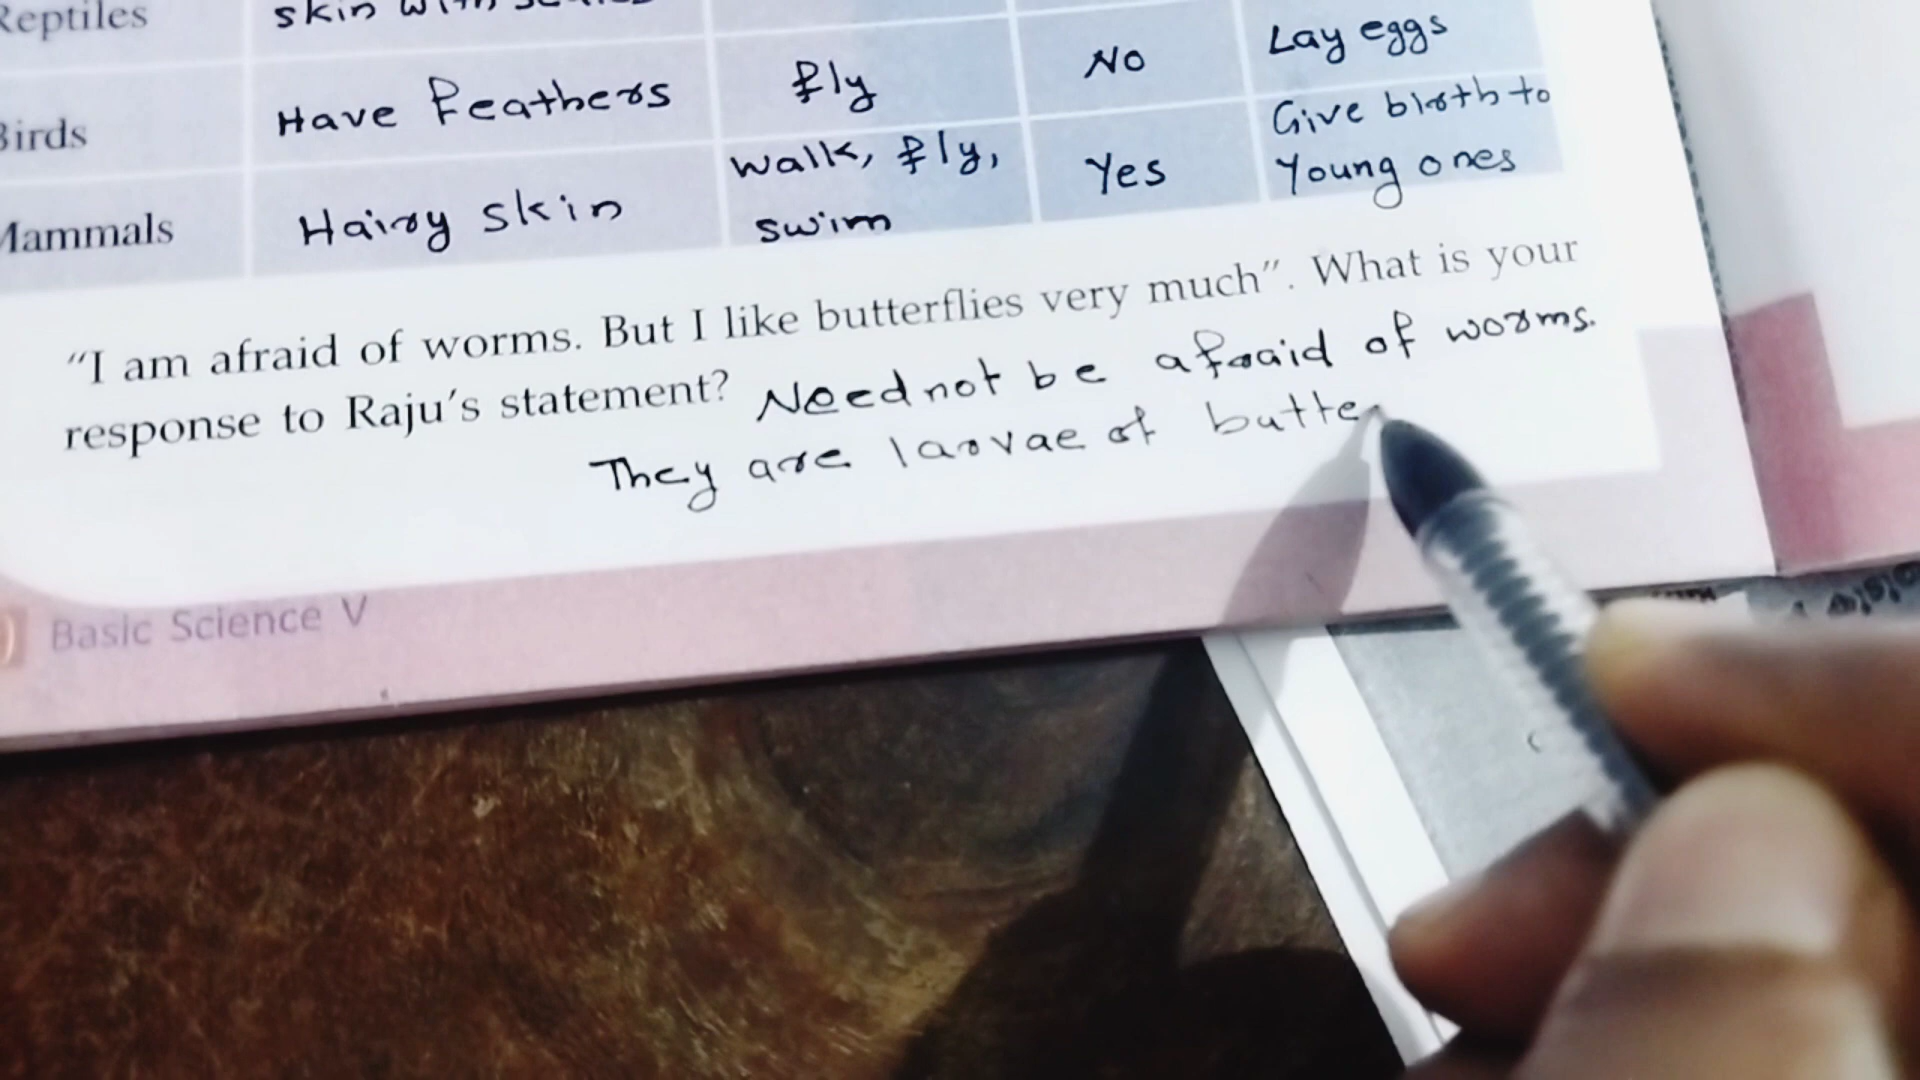 Reptiles skin with scales
Birds Have Feathers fly No Lay eggs
Mammals Hairy skin walk, fly, swim Yes Give birth to Young ones
“I am afraid of worms. But I like butterflies very much”. What is your
response to Raju’s statement? Need not be afraid of worms.
They are larvae of butte
Basic Science V